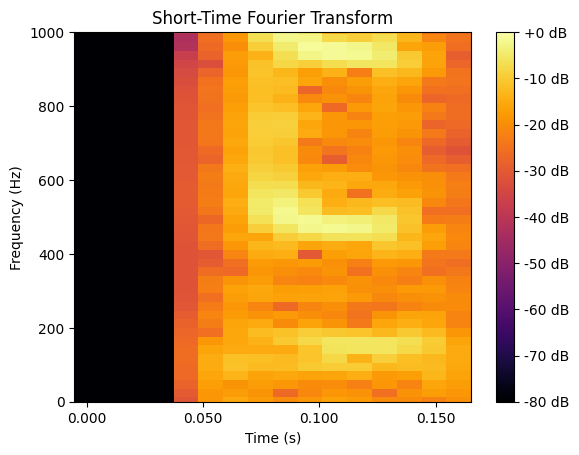 Short-Time Fourier Transform
1000
800
600
400
200
0
Frequency (Hz)
0.000
0.050
0.100
0.150
Time (s)
+0 dB
-10 dB
-20 dB
-30 dB
-40 dB
-50 dB
-60 dB
-70 dB
-80 dB